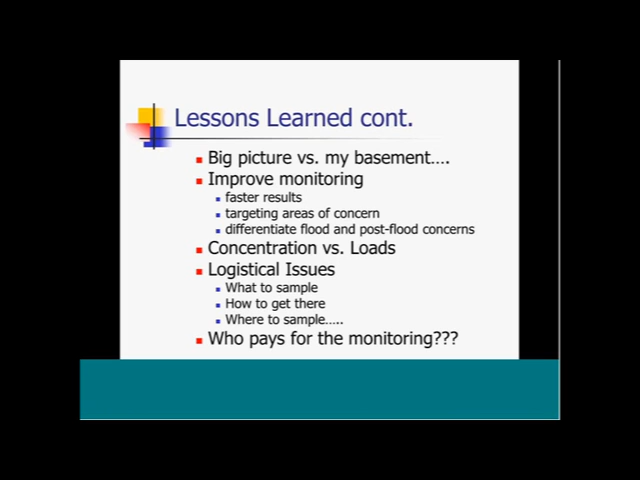 Lessons Learned cont.
Big picture vs. my basement....
Improve monitoring
faster results
targeting areas of concern
differentiate flood and post-flood concerns
Concentration vs. Loads
Logistical Issues
What to sample
How to get there
Where to sample.....
Who pays for the monitoring???